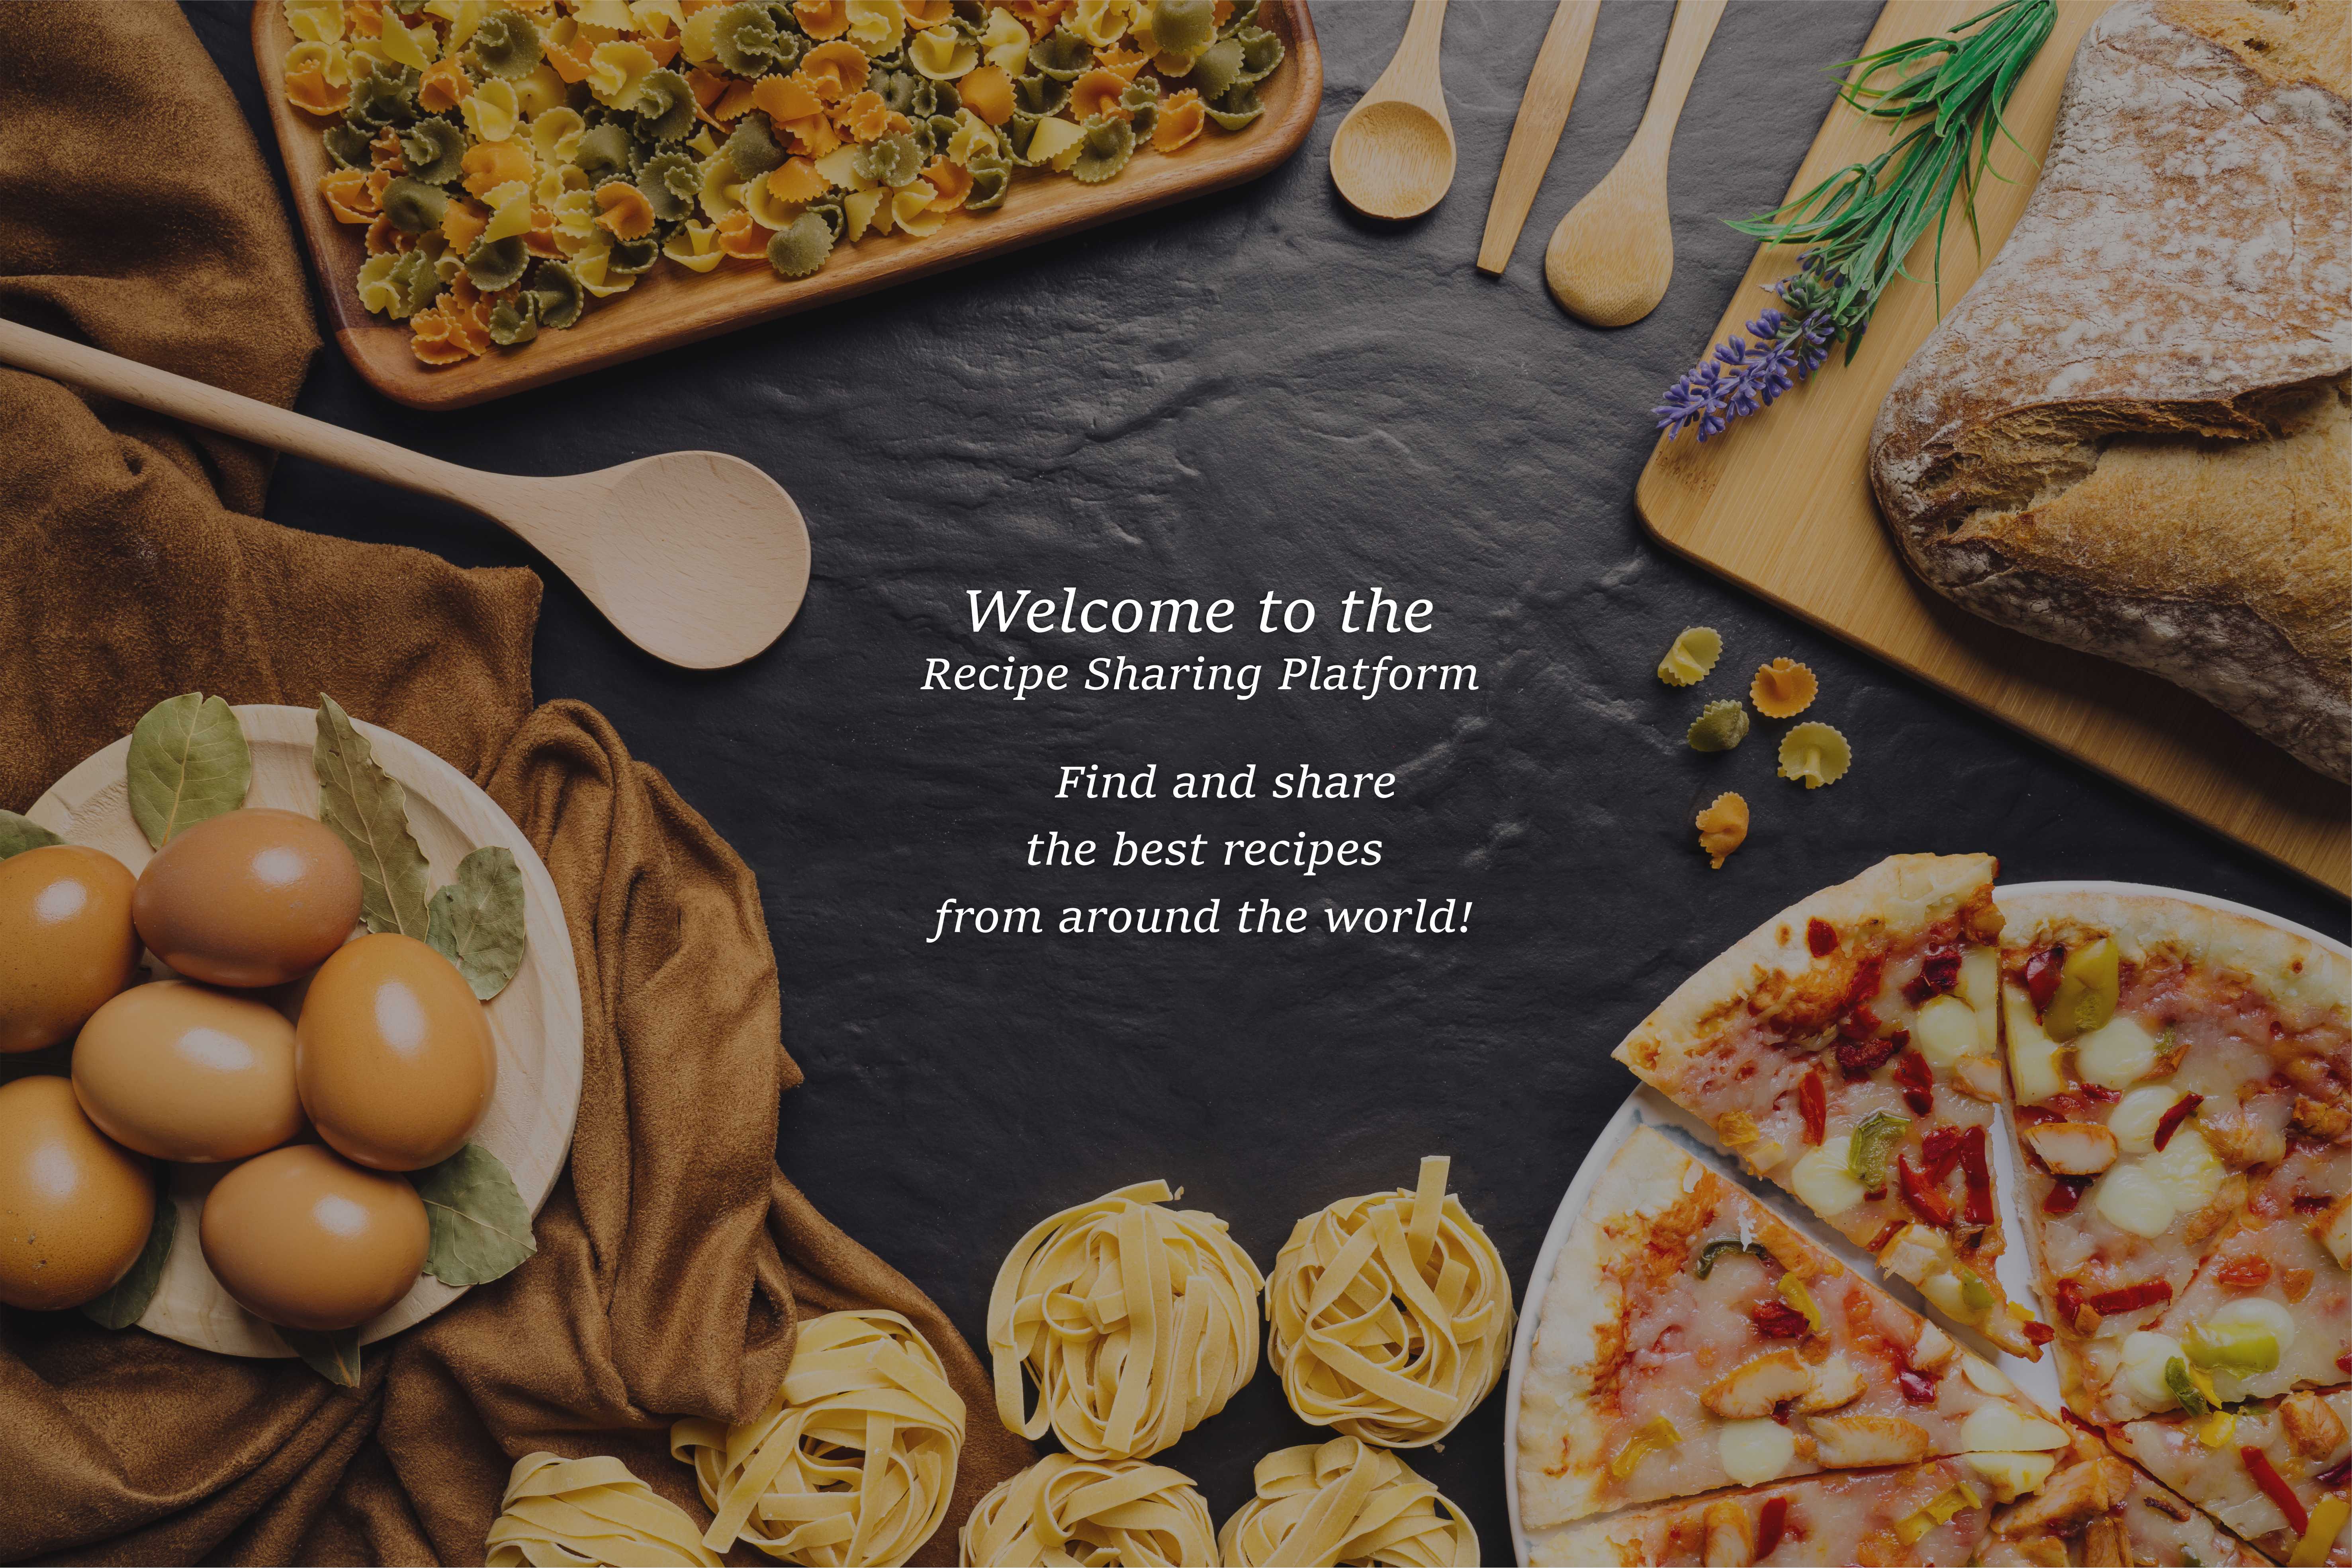 Welcome to the
Recipe Sharing Platform
Find and share
the best recipes
from around the world!